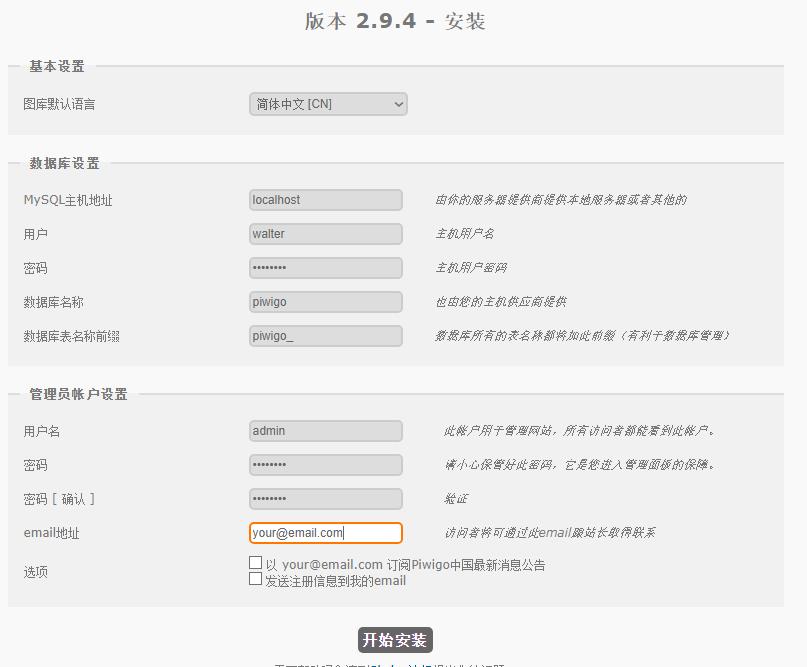 版本 2.9.4 - 安装
基本设置
图库默认语言 简体中文 [CN]
数据库设置
MySQL主机地址 localhost 由你的服务器提供商提供本地服务器或者其他的
用户 walter 主机用户名
密码 •••••••• 主机用户密码
数据库名称 piwigo 也由您的主机供应商提供
数据库表名称前缀 piwigo_ 数据库所有的表名称都将加此前缀（有利于数据库管理）
管理员帐户设置
用户名 admin 此帐户用于管理网站，所有访问者都能看到此帐户。
密码 •••••••• 请小心保管好此密码，它是您进入管理面板的保障。
密码 [ 确认 ] •••••••• 验证
email地址 your@email.com 访问者将可通过此email跟站长取得联系
选项 以 your@email.com 订阅Piwigo中国最新消息公告
发送注册信息到我的email
开始安装